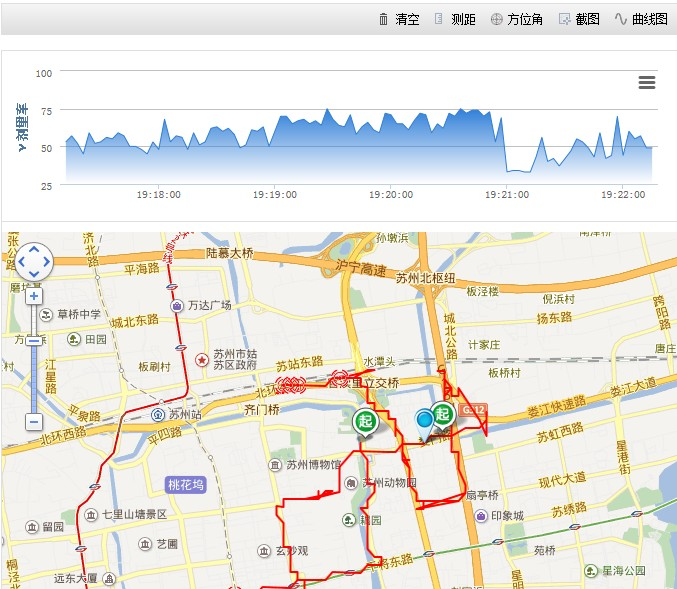 清空 测距 方位角 截图 曲线图
100
75
50
25
γ 剂量率
19:18:00 19:19:00 19:20:00 19:21:00 19:22:00
孙墩浜
陆慕大桥
平海路
沪宁高速
苏州北枢纽
板泾楼
倪浜村
跨阳路
万达广场
草桥中学
城北东路
城北公路
扬东路
田园
计家庄
唐庄
水潭头
苏站东路
苏州市姑
苏区政府
板刷村
江星路
板桥村
里立交桥
北环
娄江大道
娄江快速路
G312
齐门桥
苏州站
平泉路
北环西路
平四路
起
起
苏虹西路
星港街
苏州博物馆
苏州动物园
现代大道
桃花坞
扇亭桥
苏绣路
印象城
七里山塘景区
留园
耦园
艺圃
玄妙观
苑桥
干将东路
桐泾北
远东大厦
星海公园
星明